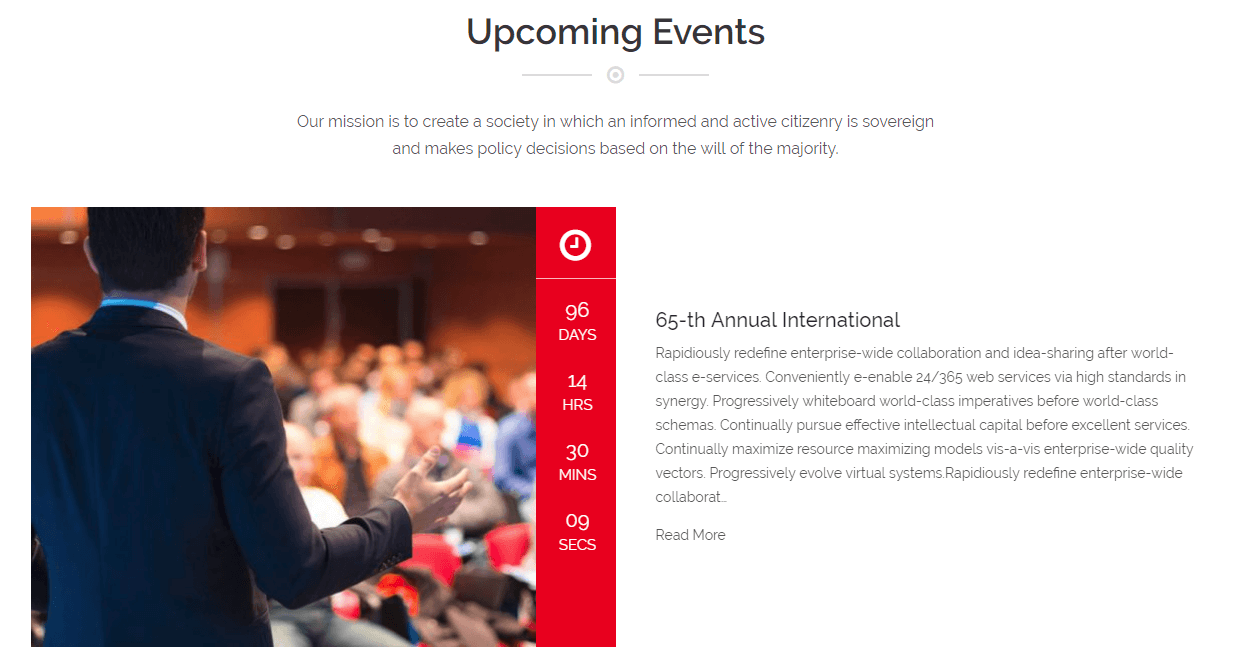 Upcoming Events
Our mission is to create a society in which an informed and active citizenry is sovereign
and makes policy decisions based on the will of the majority.
96
DAYS
14
HRS
30
MINS
09
SECS
65-th Annual International
Rapidiously redefine enterprise-wide collaboration and idea-sharing after world-
class e-services. Conveniently e-enable 24/365 web services via high standards in
synergy. Progressively whiteboard world-class imperatives before world-class
schemas. Continually pursue effective intellectual capital before excellent services.
Continually maximize resource maximizing models vis-a-vis enterprise-wide quality
vectors. Progressively evolve virtual systems.Rapidiously redefine enterprise-wide
collaborat...
Read More